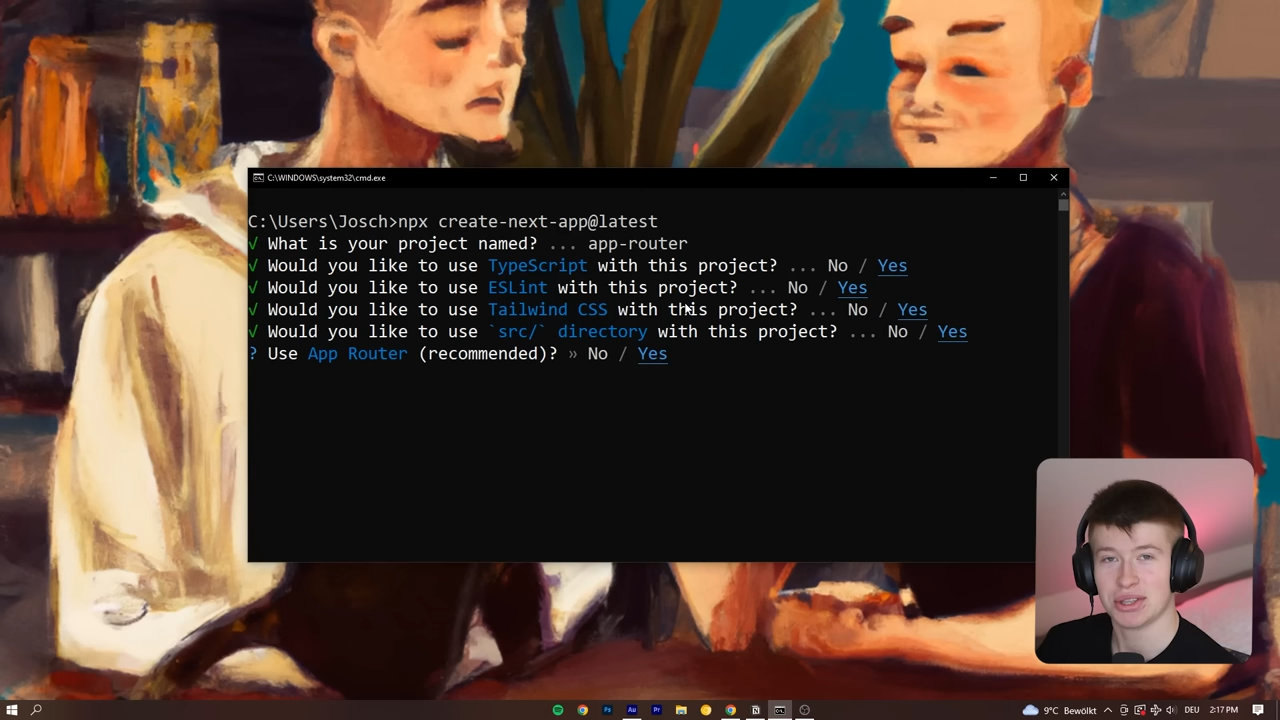 C:\WINDOWS\system32\cmd.exe
C:\Users\Josch>npx create-next-app@latest
√ What is your project named? ... app-router
√ Would you like to use TypeScript with this project? ... No / Yes
√ Would you like to use ESLint with this project? ... No / Yes
√ Would you like to use Tailwind CSS with this project? ... No / Yes
√ Would you like to use `src/` directory with this project? ... No / Yes
? Use App Router (recommended)? » No / Yes
Ps Au Pr 9°C Bewölkt DEU 2:17 PM